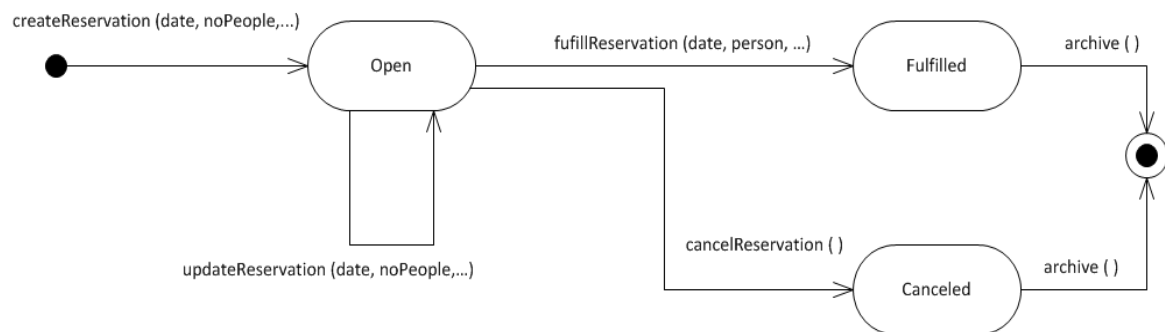 createReservation (date, noPeople,...)
fufillReservation (date, person, ...)
archive ( )
Open
Fulfilled
cancelReservation ( )
updateReservation (date, noPeople,...)
archive ( )
Canceled